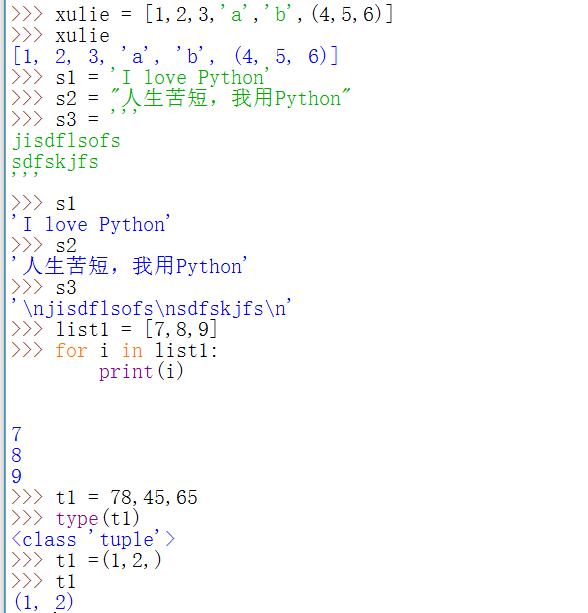 >>> xulie = [1,2,3,'a','b',(4,5,6)]
>>> xulie
[1, 2, 3, 'a', 'b', (4, 5, 6)]
>>> s1 = 'I love Python'
>>> s2 = "人生苦短，我用Python"
>>> s3 = '''
jisdflsofs
sdfskjfs
'''
>>> s1
'I love Python'
>>> s2
'人生苦短，我用Python'
>>> s3
'\njisdflsofs\nsdfskjfs\n'
>>> list1 = [7,8,9]
>>> for i in list1:
        print(i)
7
8
9
>>> t1 = 78,45,65
>>> type(t1)
<class 'tuple'>
>>> t1 =(1,2,)
>>> t1
(1, 2)